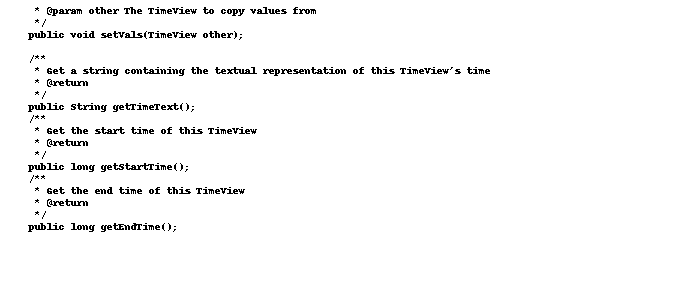 * @param other The TimeView to copy values from
*/
public void setVals(TimeView other);
/**
* Get a string containing the textual representation of this TimeView's time
* @return
*/
public String getTimeText();
/**
* Get the start time of this TimeView
* @return
*/
public long getStartTime();
/**
* Get the end time of this TimeView
* @return
*/
public long getEndTime();